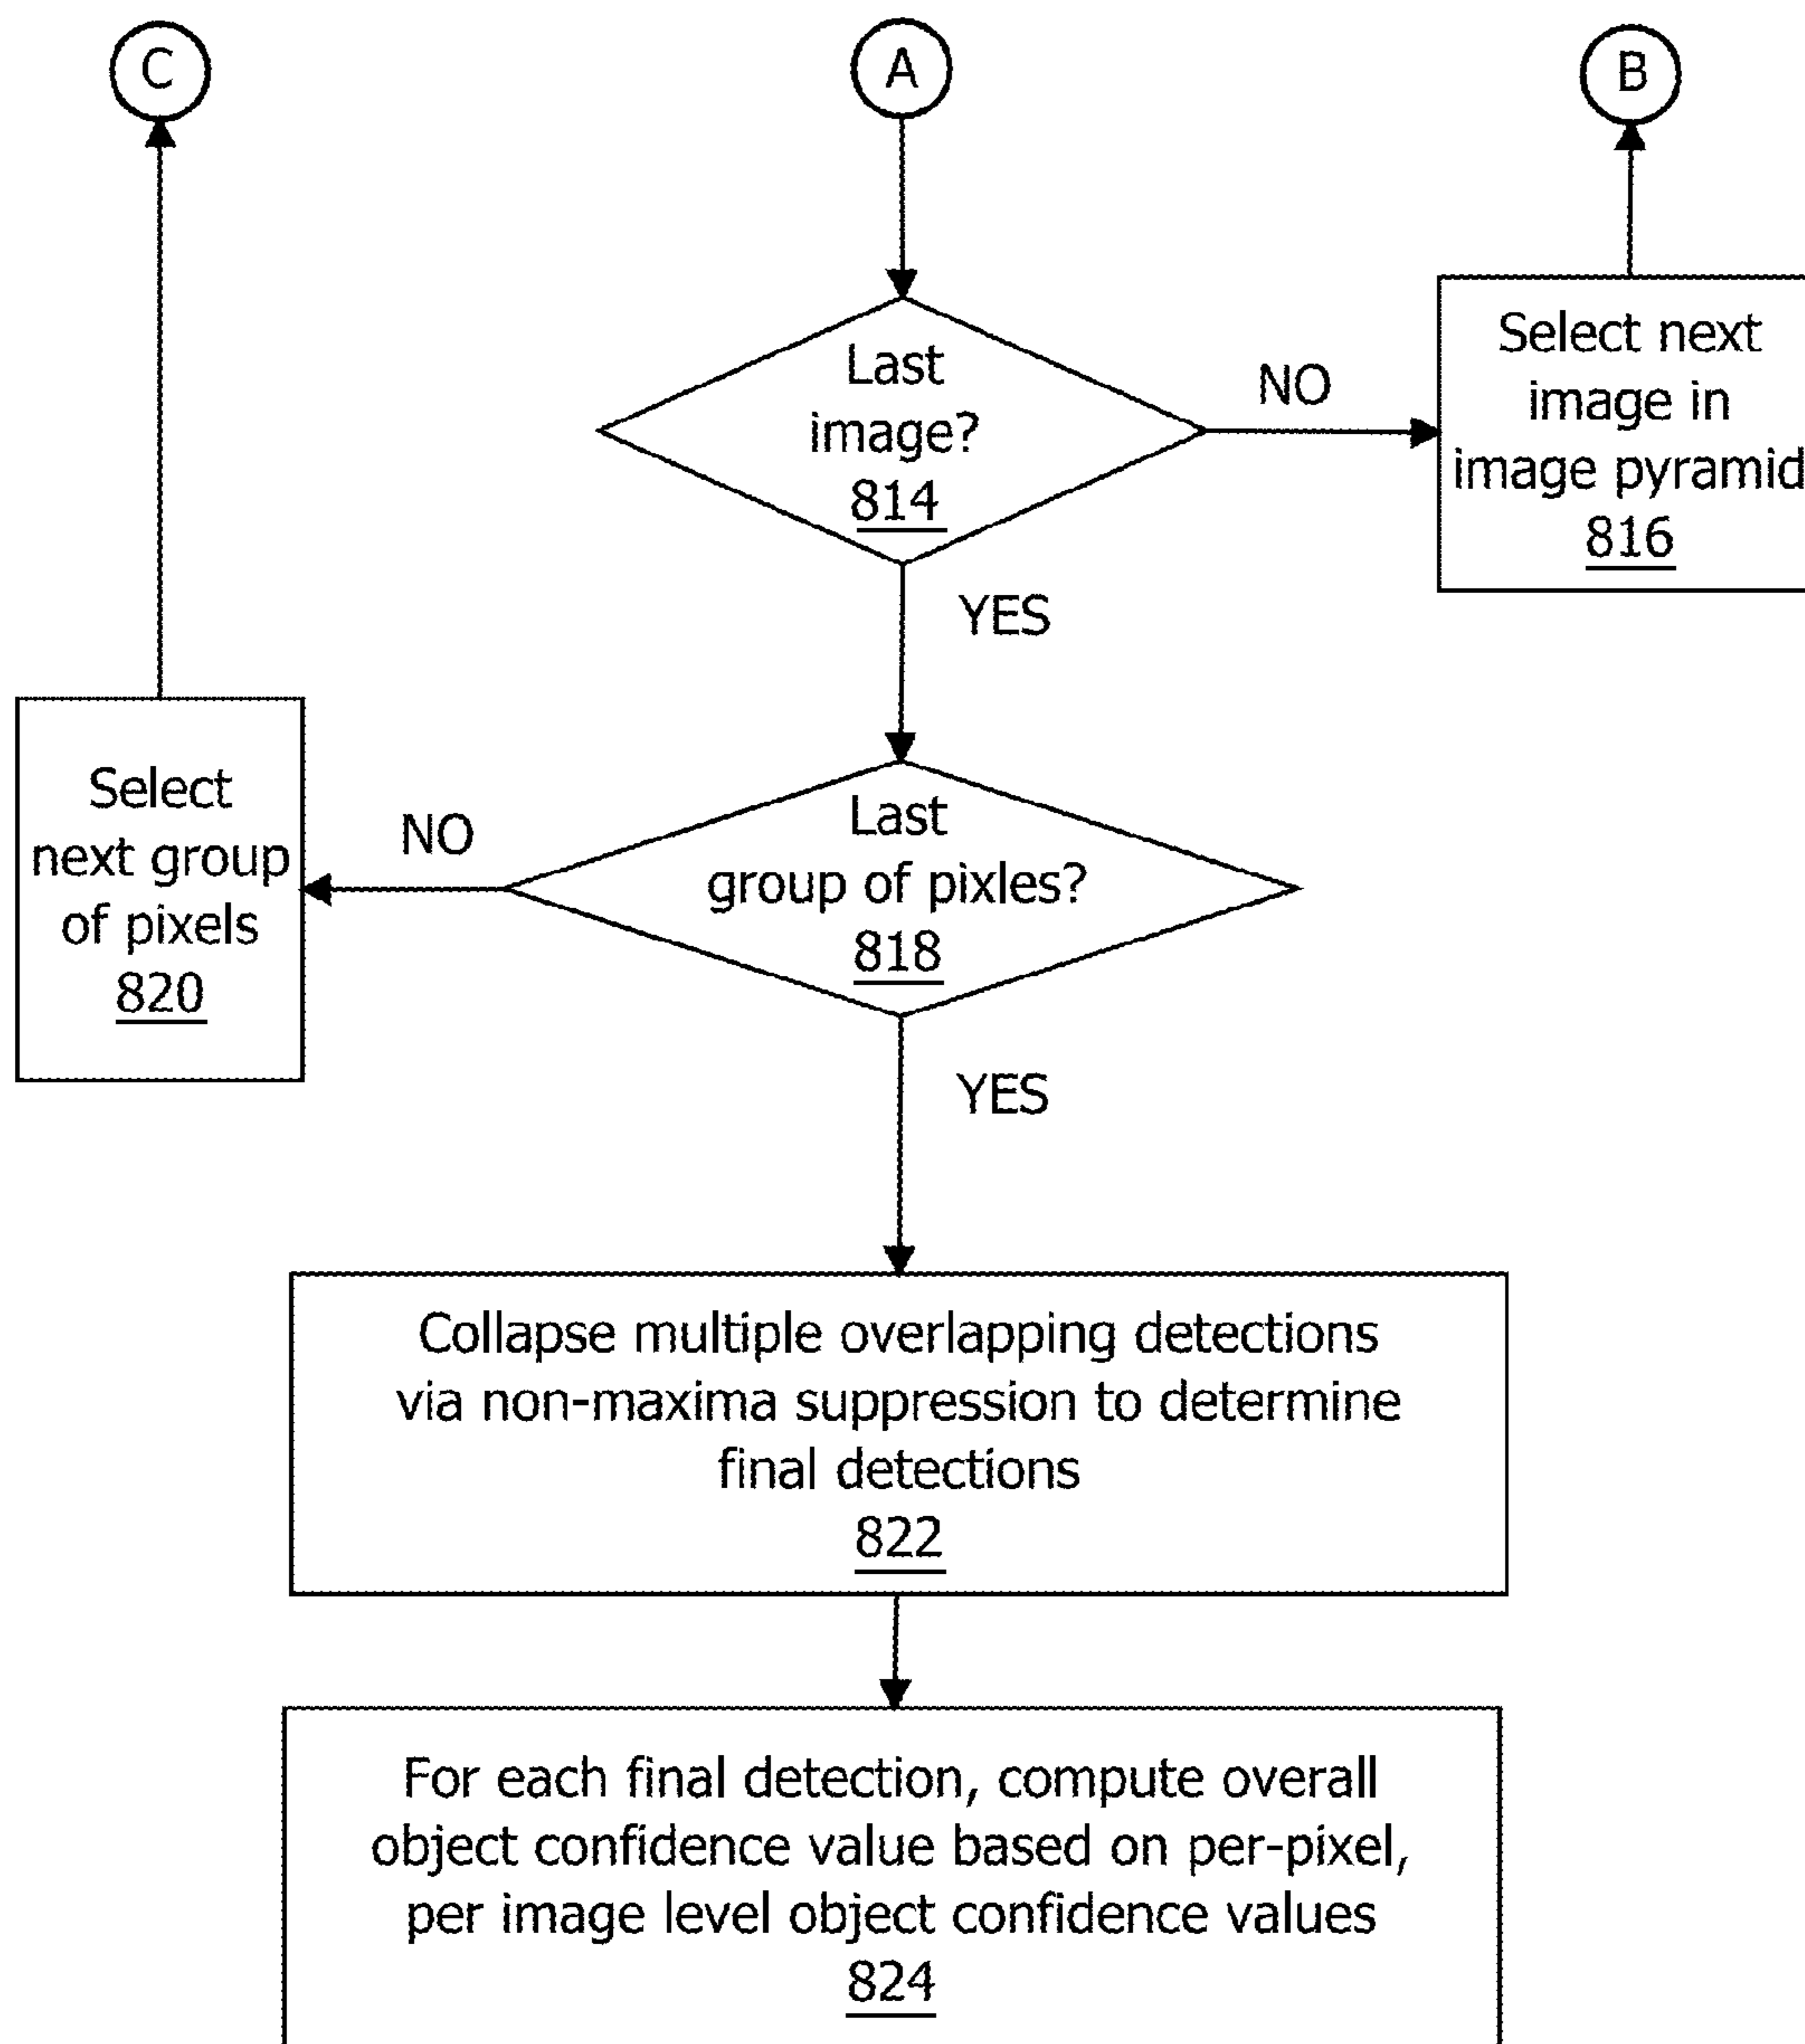 C
A
B
Last
image?
814
NO
Select next
image in
image pyramid
816
YES
Last
group of pixles?
818
NO
Select
next group
of pixels
820
YES
Collapse multiple overlapping detections
via non-maxima suppression to determine
final detections
822
For each final detection, compute overall
object confidence value based on per-pixel,
per image level object confidence values
824